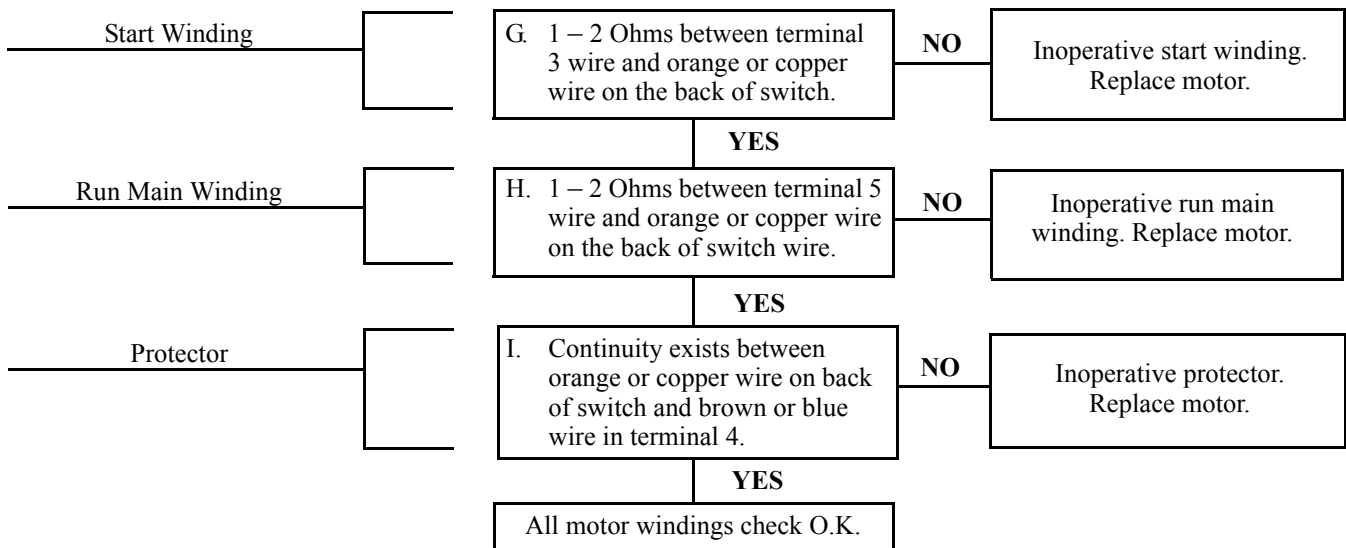 Start Winding
G. 1 – 2 Ohms between terminal
3 wire and orange or copper
wire on the back of switch.
NO
Inoperative start winding.
Replace motor.
YES
Run Main Winding
H. 1 – 2 Ohms between terminal 5
wire and orange or copper wire
on the back of switch wire.
NO
Inoperative run main
winding. Replace motor.
YES
Protector
I. Continuity exists between
orange or copper wire on back
of switch and brown or blue
wire in terminal 4.
NO
Inoperative protector.
Replace motor.
YES
All motor windings check O.K.